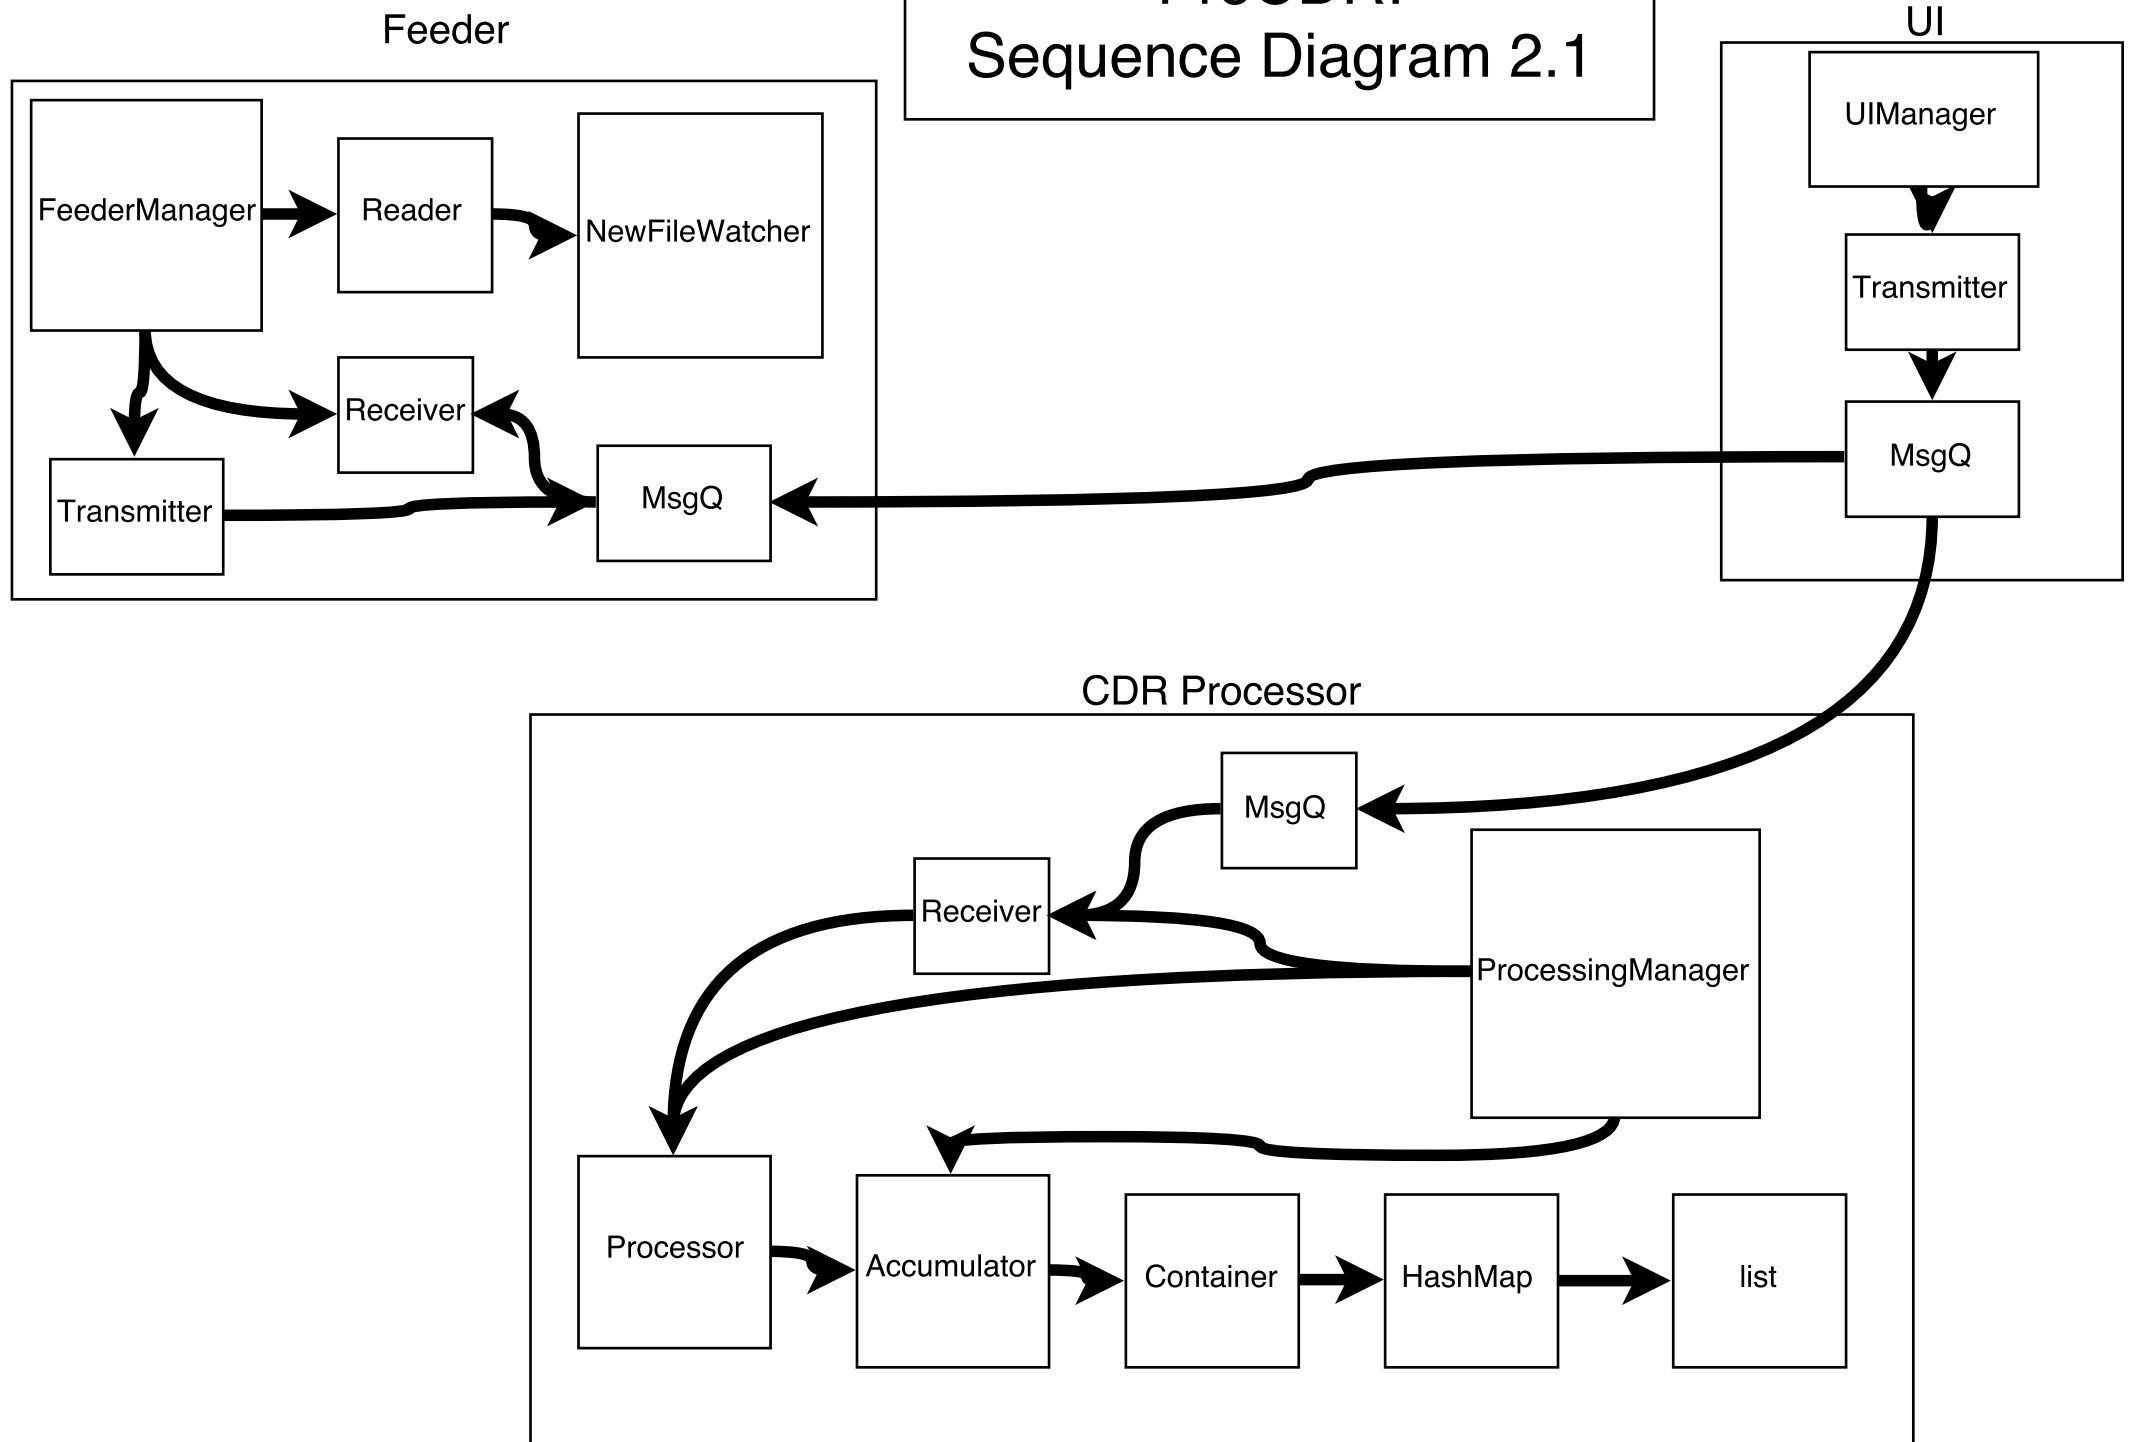 Feeder
Sequence Diagram 2.1
UI
FeederManager
Reader
NewFileWatcher
Receiver
Transmitter
MsgQ
UIManager
Transmitter
MsgQ
CDR Processor
MsgQ
Receiver
ProcessingManager
Processor
Accumulator
Container
HashMap
list